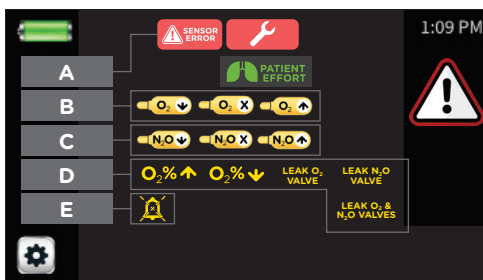 1:09 PM
SENSOR
ERROR
A
PATIENT
EFFORT
B
O₂ O₂ X O₂
C
N₂O N₂O X N₂O
D
O₂% O₂% LEAK O₂
VALVE
LEAK N₂O
VALVE
LEAK O₂ &
N₂O VALVES
E